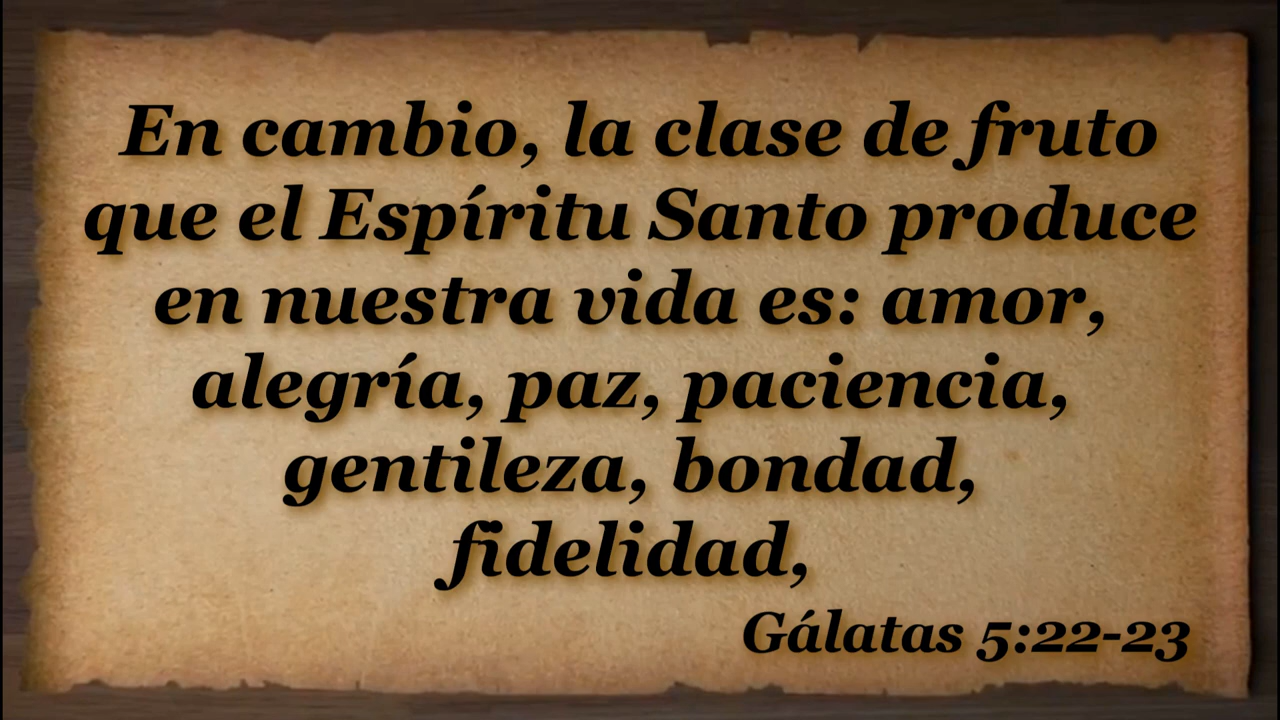 En cambio, la clase de fruto
que el Espíritu Santo produce
en nuestra vida es: amor,
alegría, paz, paciencia,
gentileza, bondad,
fidelidad,
Gálatas 5:22-23